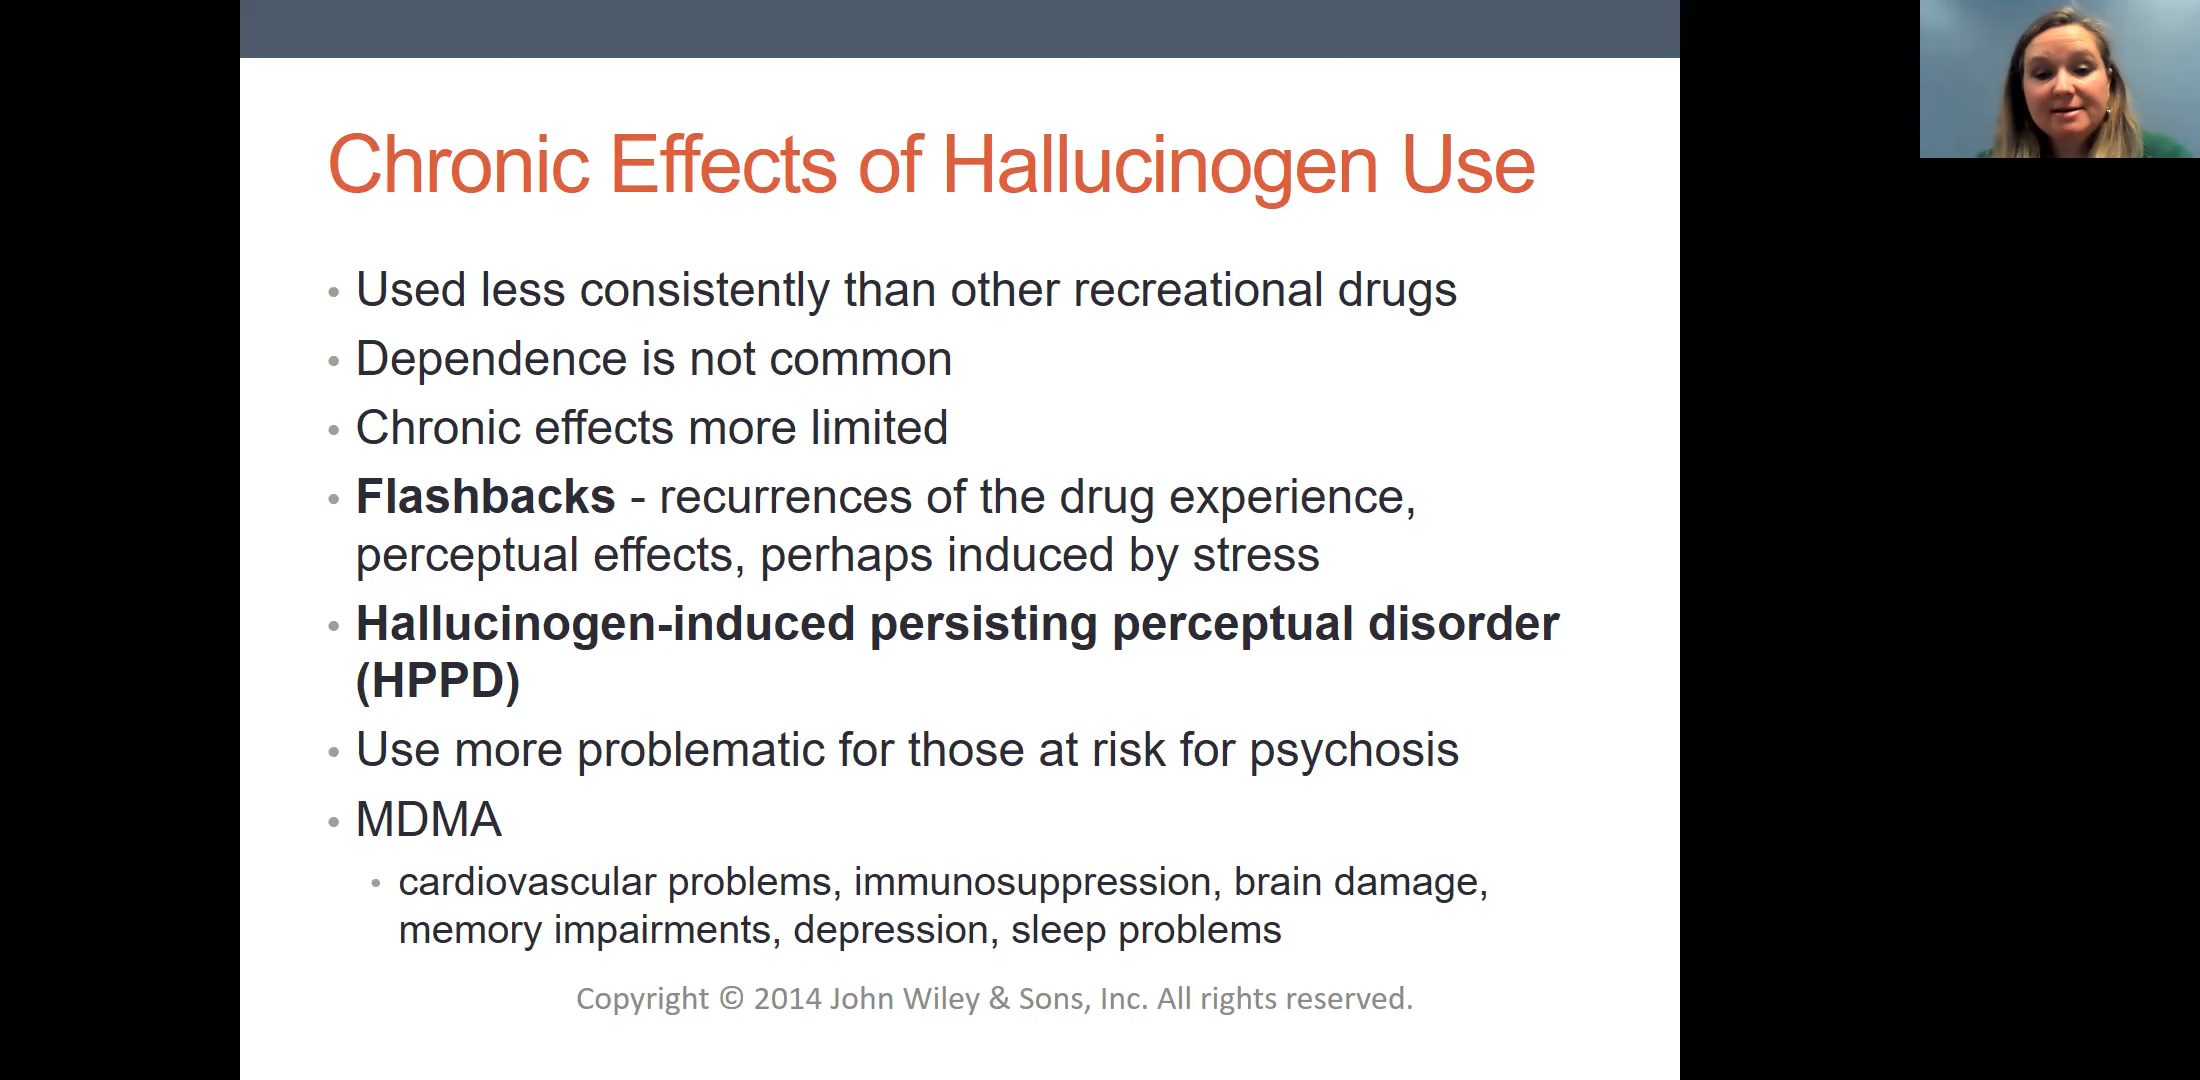 Chronic Effects of Hallucinogen Use
• Used less consistently than other recreational drugs
• Dependence is not common
• Chronic effects more limited
• Flashbacks - recurrences of the drug experience,
perceptual effects, perhaps induced by stress
• Hallucinogen-induced persisting perceptual disorder
(HPPD)
• Use more problematic for those at risk for psychosis
• MDMA
• cardiovascular problems, immunosuppression, brain damage,
memory impairments, depression, sleep problems
Copyright © 2014 John Wiley & Sons, Inc. All rights reserved.